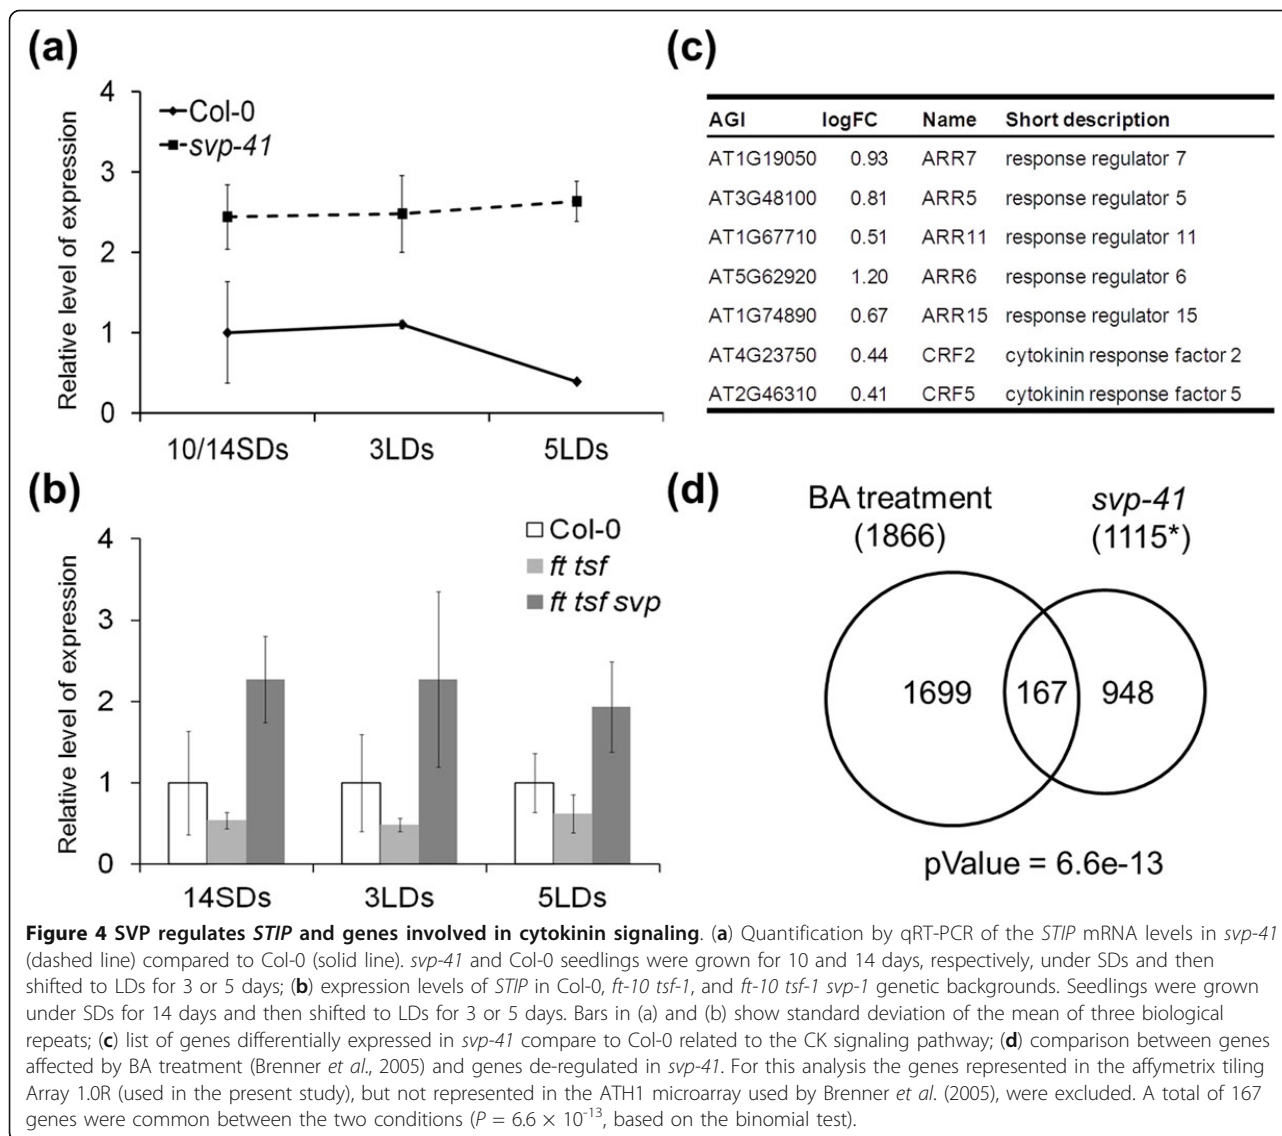 (a)
4
3
2
1
0
Relative level of expression
Col-0
svp-41
10/14SDs 3LDs 5LDs
(c)
AGI logFC Name Short description
AT1G19050 0.93 ARR7 response regulator 7
AT3G48100 0.81 ARR5 response regulator 5
AT1G67710 0.51 ARR11 response regulator 11
AT5G62920 1.20 ARR6 response regulator 6
AT1G74890 0.67 ARR15 response regulator 15
AT4G23750 0.44 CRF2 cytokinin response factor 2
AT2G46310 0.41 CRF5 cytokinin response factor 5
(b)
4
3
2
1
0
Relative level of expression
Col-0
ft tsf
ft tsf svp
14SDs 3LDs 5LDs
(d)
BA treatment
(1866)
svp-41
(1115*)
1699 167 948
pValue = 6.6e-13
Figure 4 SVP regulates STIP and genes involved in cytokinin signaling. (a) Quantification by qRT-PCR of the STIP mRNA levels in svp-41
(dashed line) compared to Col-0 (solid line). svp-41 and Col-0 seedlings were grown for 10 and 14 days, respectively, under SDs and then
shifted to LDs for 3 or 5 days; (b) expression levels of STIP in Col-0, ft-10 tsf-1, and ft-10 tsf-1 svp-1 genetic backgrounds. Seedlings were grown
under SDs for 14 days and then shifted to LDs for 3 or 5 days. Bars in (a) and (b) show standard deviation of the mean of three biological
repeats; (c) list of genes differentially expressed in svp-41 compare to Col-0 related to the CK signaling pathway; (d) comparison between genes
affected by BA treatment (Brenner et al., 2005) and genes de-regulated in svp-41. For this analysis the genes represented in the affymetrix tiling
Array 1.0R (used in the present study), but not represented in the ATH1 microarray used by Brenner et al. (2005), were excluded. A total of 167
genes were common between the two conditions (P = 6.6 × 10⁻¹³, based on the binomial test).